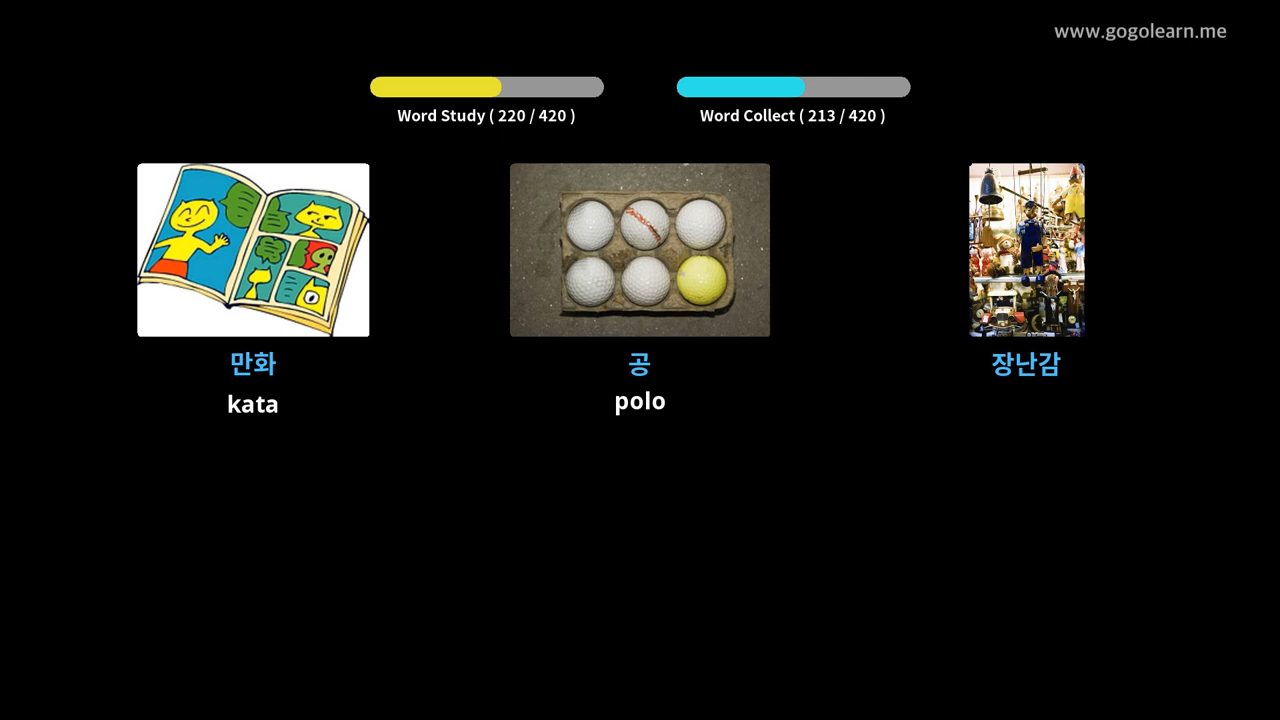 www.gogolearn.me
Word Study ( 220 / 420 )
Word Collect ( 213 / 420 )
만화
kata
공
polo
장난감